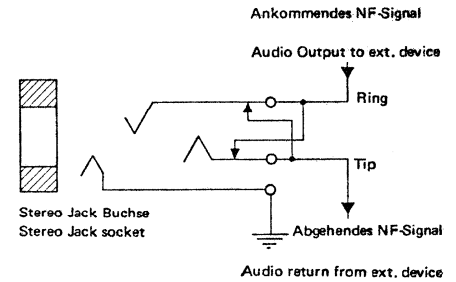 Ankommendes NF-Signal
Audio Output to ext. device
Ring
Tip
Stereo Jack Buchse
Stereo Jack socket
Abgehendes NF-Signal
Audio return from ext. device